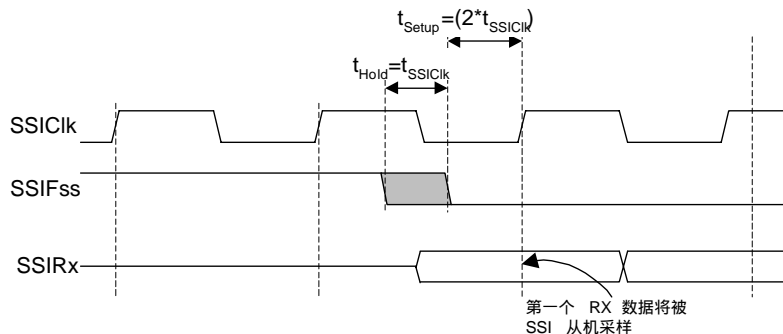 tSetup=(2*tSSIClk)
tHold=tSSIClk
SSIClk
SSIFss
SSIRx
第一个 RX 数据将被
SSI 从机采样